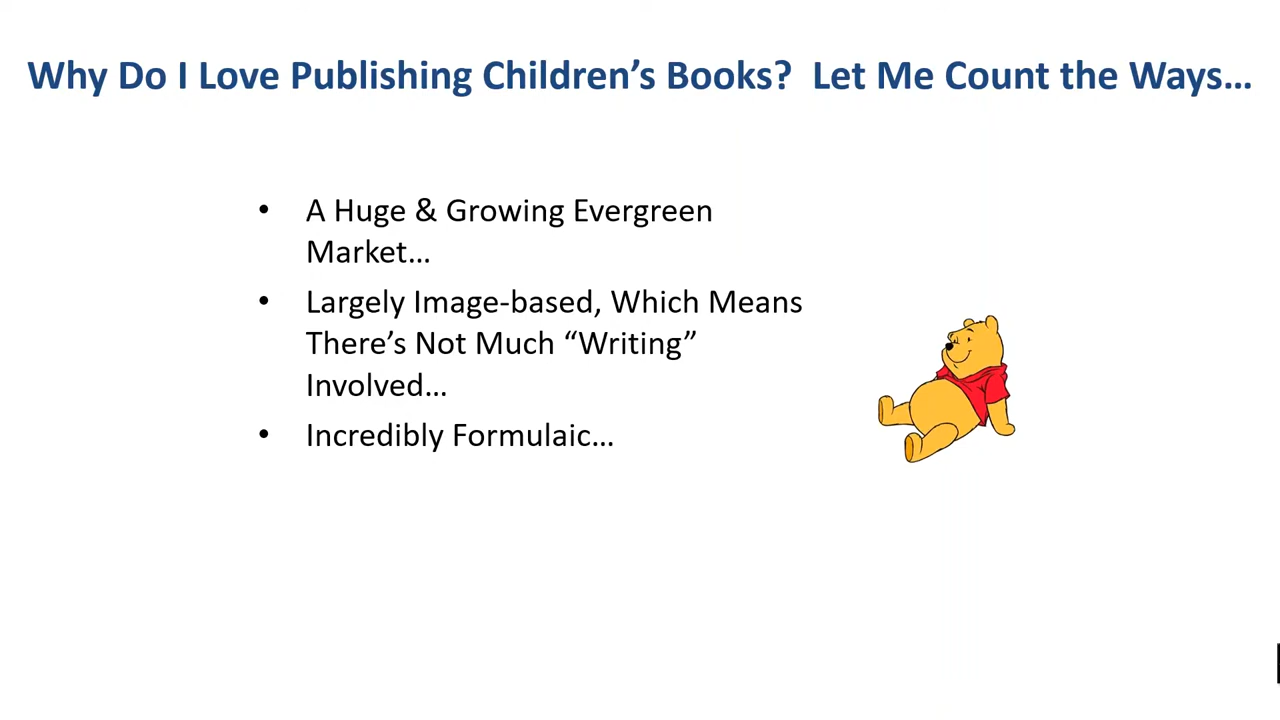 Why Do I Love Publishing Children’s Books?  Let Me Count the Ways…
• A Huge & Growing Evergreen
Market…
• Largely Image-based, Which Means
There’s Not Much “Writing”
Involved…
• Incredibly Formulaic…